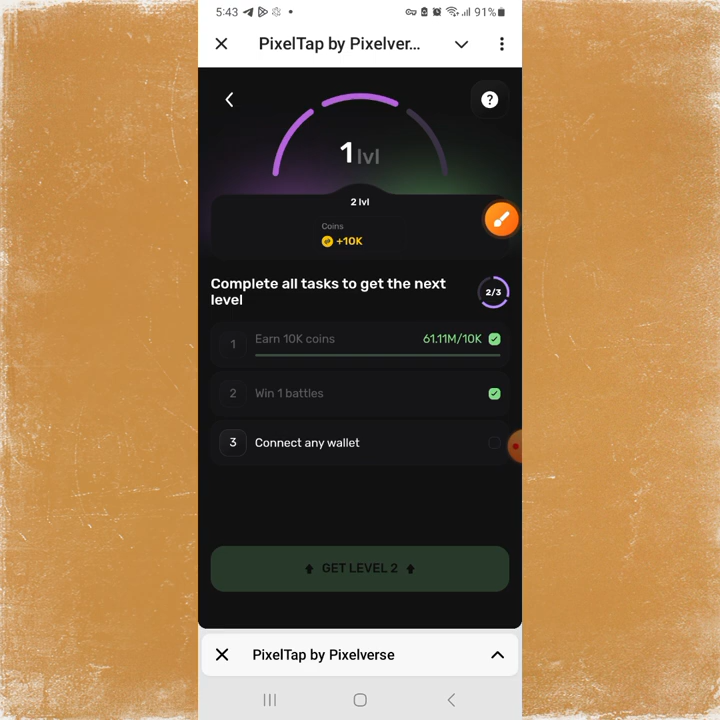 5:43
91%
PixelTap by Pixelver...
?
1 lvl
2 lvl
Coins
+10K
Complete all tasks to get the next
level
2/3
1 Earn 10K coins 61.11M/10K
2 Win 1 battles
3 Connect any wallet
GET LEVEL 2
PixelTap by Pixelverse